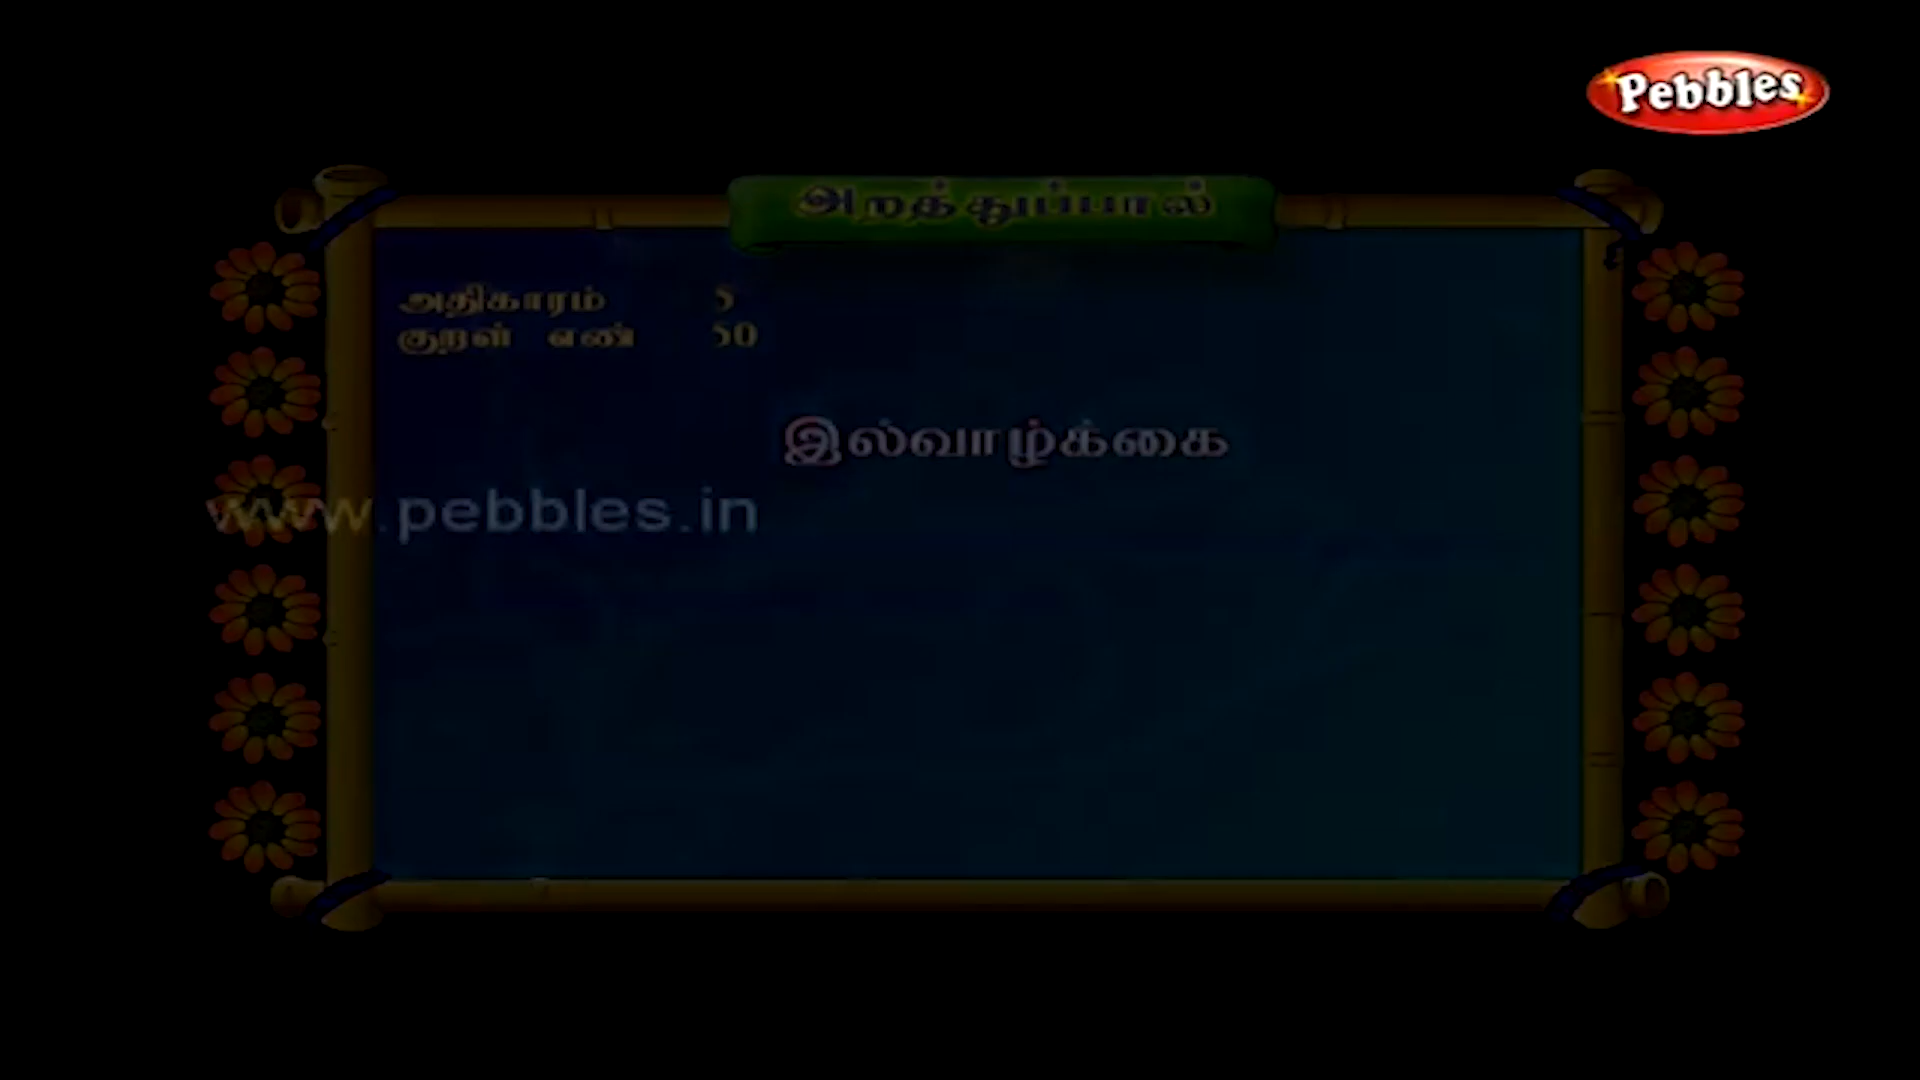 Pebbles
அறத்துப்பால்
அதிகாரம் 5
குறள் எண் 50
இல்வாழ்க்கை
www.pebbles.in